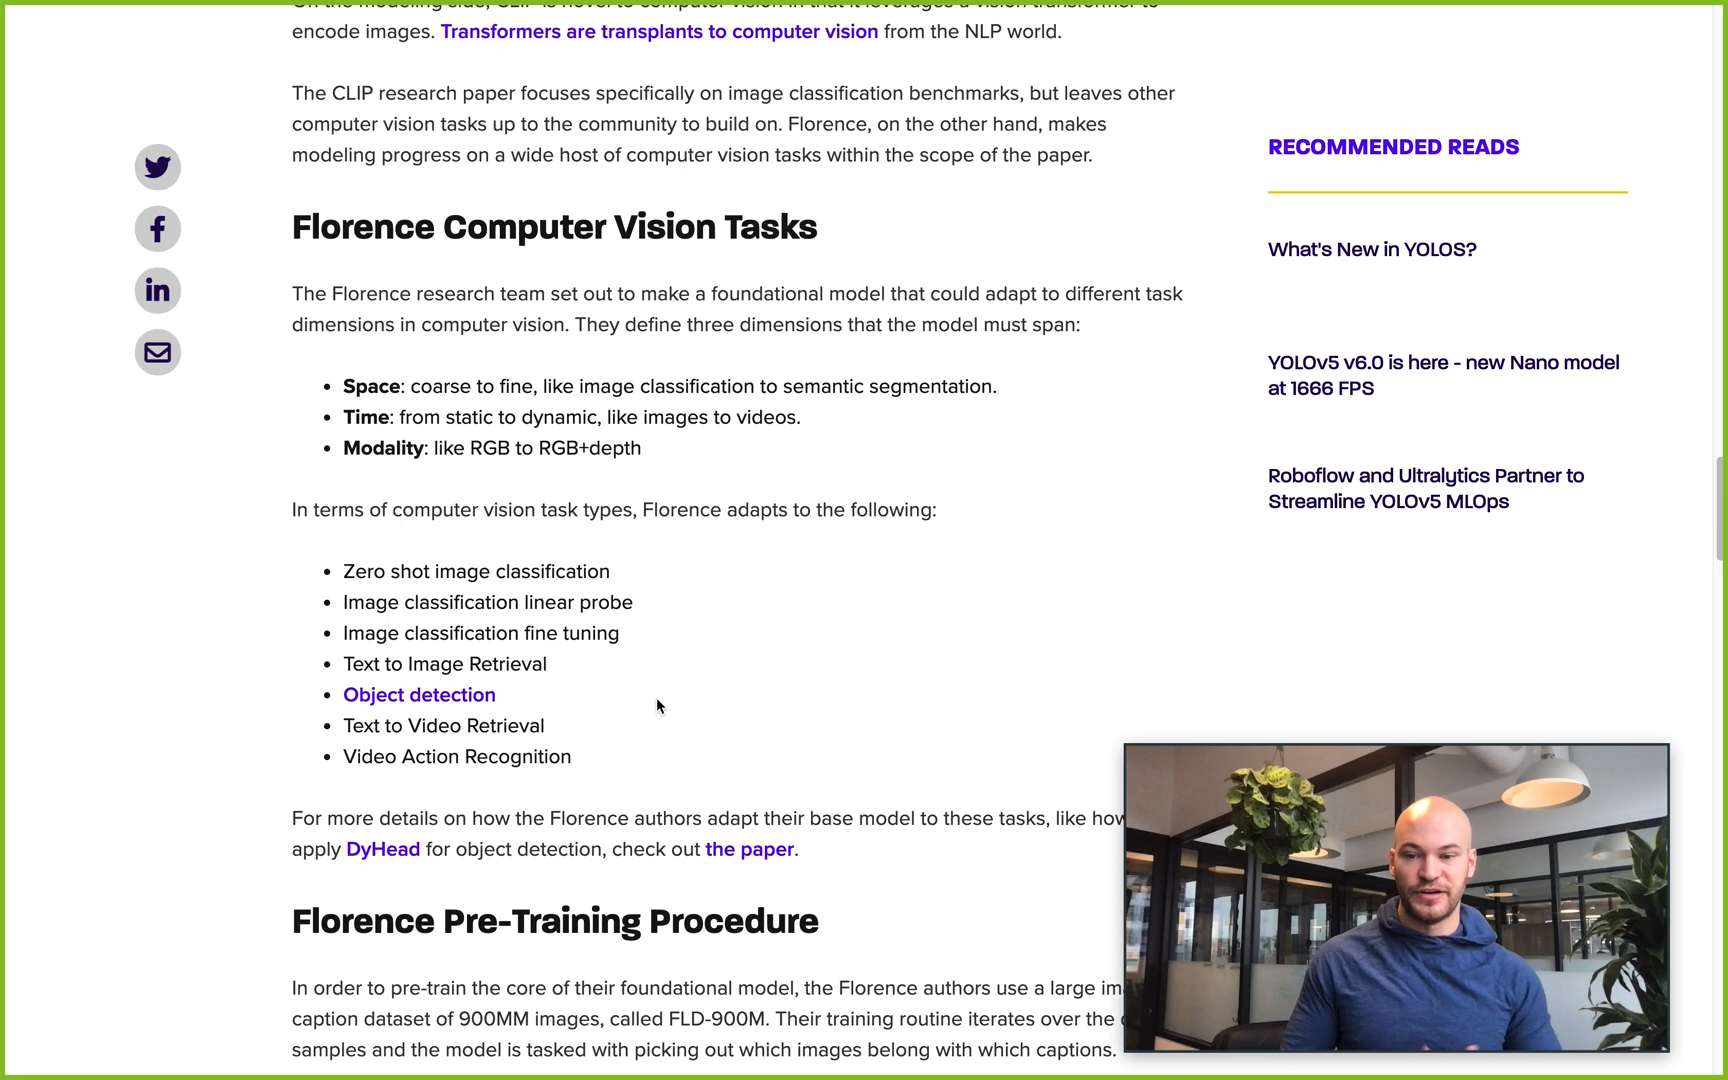 encode images. Transformers are transplants to computer vision from the NLP world.
The CLIP research paper focuses specifically on image classification benchmarks, but leaves other
computer vision tasks up to the community to build on. Florence, on the other hand, makes
modeling progress on a wide host of computer vision tasks within the scope of the paper.
Florence Computer Vision Tasks
The Florence research team set out to make a foundational model that could adapt to different task
dimensions in computer vision. They define three dimensions that the model must span:
• Space: coarse to fine, like image classification to semantic segmentation.
• Time: from static to dynamic, like images to videos.
• Modality: like RGB to RGB+depth
In terms of computer vision task types, Florence adapts to the following:
• Zero shot image classification
• Image classification linear probe
• Image classification fine tuning
• Text to Image Retrieval
• Object detection
• Text to Video Retrieval
• Video Action Recognition
For more details on how the Florence authors adapt their base model to these tasks, like how
apply DyHead for object detection, check out the paper.
Florence Pre-Training Procedure
In order to pre-train the core of their foundational model, the Florence authors use a large
caption dataset of 900MM images, called FLD-900M. Their training routine iterates over the
samples and the model is tasked with picking out which images belong with which captions.
RECOMMENDED READS
What's New in YOLOS?
YOLOv5 v6.0 is here - new Nano model
at 1666 FPS
Roboflow and Ultralytics Partner to
Streamline YOLOv5 MLOps